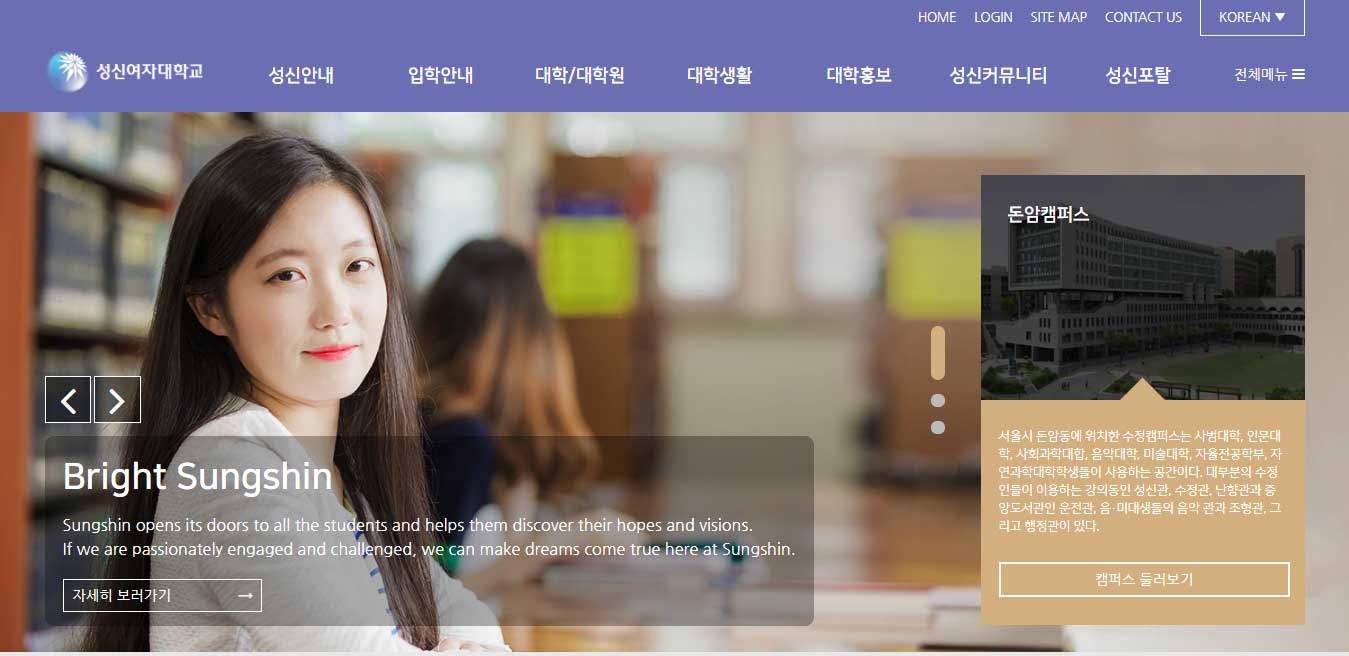 HOME LOGIN SITE MAP CONTACT US KOREAN
성신여자대학교 성신안내 입학안내 대학/대학원 대학생활 대학홍보 성신커뮤니티 성신포탈 전체메뉴
돈암캠퍼스
Bright Sungshin
Sungshin opens its doors to all the students and helps them discover their hopes and visions.
If we are passionately engaged and challenged, we can make dreams come true here at Sungshin.
자세히 보러가기 →
서울시 돈암동에 위치한 수정캠퍼스는 사범대학, 인문대
학, 사회과학대합, 음악대학, 미술대학, 자율전공학부, 자
연과학대학학생들이 사용하는 공간이다. 대부분의 수정
인들이 이용하는 강의동인 성신관, 수정관, 난향관과 중
앙도서관인 운전관, 음·미대생들의 음악 관과 조형관, 그
리고 행정관이 있다.
캠퍼스 둘러보기